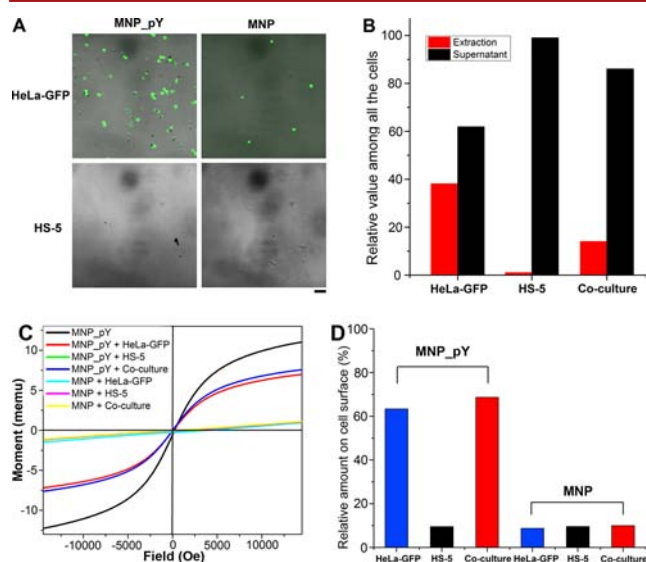 A
MNP_pY
MNP
HeLa-GFP
HS-5
B
Relative value among all the cells
100
80
60
40
20
0
Extraction
Supernatant
HeLa-GFP
HS-5
Co-culture
C
Moment (memu)
10
5
0
-5
-10
MNP_pY
MNP_pY + HeLa-GFP
MNP_pY + HS-5
MNP_pY + Co-culture
MNP + HeLa-GFP
MNP + HS-5
MNP + Co-culture
-10000
-5000
0
5000
10000
Field (Oe)
D
Relative amount on cell surface (%)
100
80
60
40
20
0
MNP_pY
MNP
HeLa-GFP
HS-5
Co-culture
HeLa-GFP
HS-5
Co-culture